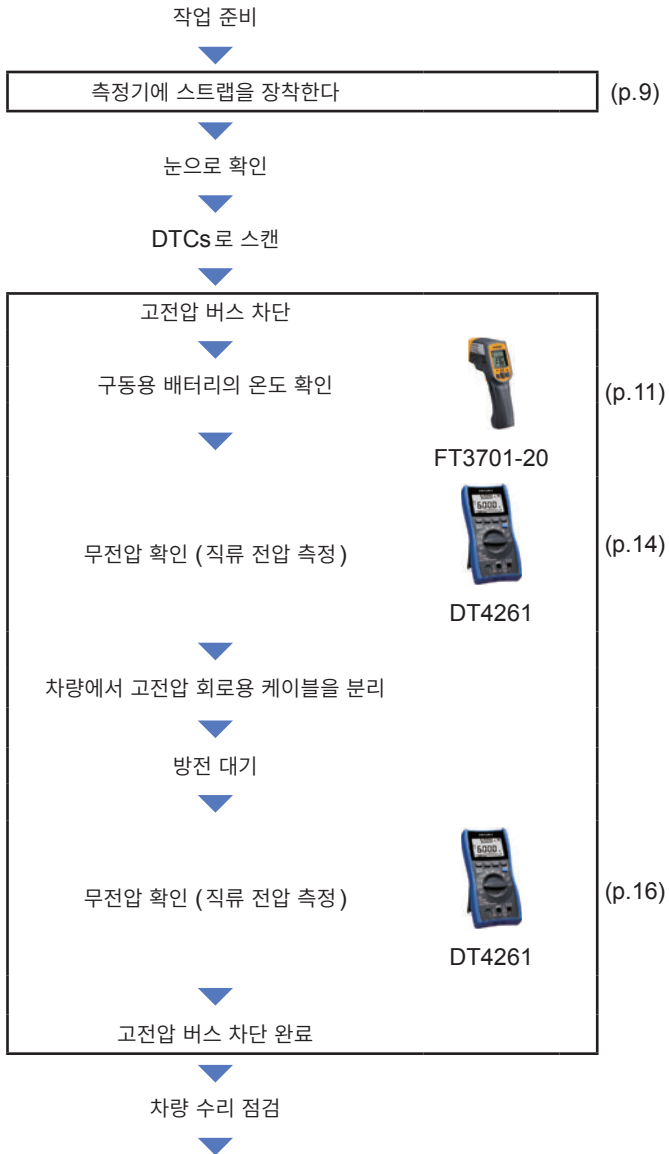 작업 준비
측정기에 스트랩을 장착한다 (p.9)
눈으로 확인
DTCs로 스캔
고전압 버스 차단
구동용 배터리의 온도 확인 (p.11)
FT3701-20
무전압 확인 (직류 전압 측정) (p.14)
DT4261
차량에서 고전압 회로용 케이블을 분리
방전 대기
무전압 확인 (직류 전압 측정) (p.16)
DT4261
고전압 버스 차단 완료
차량 수리 점검